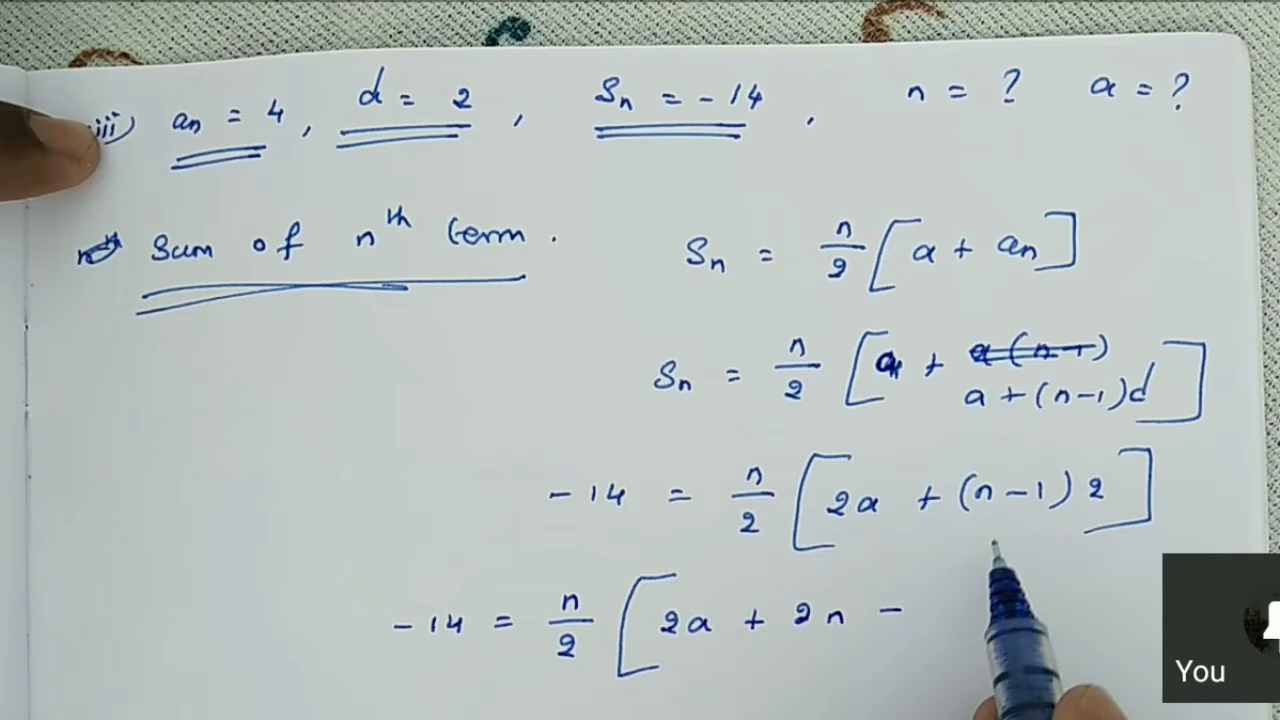 iii) an = 4, d = 2, Sn = -14, n = ? a = ?
Sum of nth term. Sn = n/2 [a + an]
Sn = n/2 [a + a + (n-1)d]
-14 = n/2 [2a + (n-1) 2]
-14 = n/2 [2a + 2n -
You